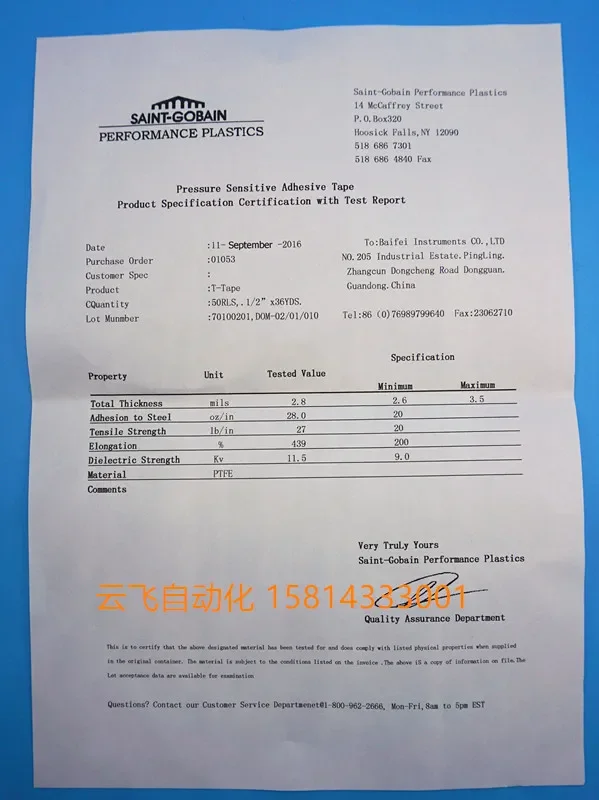 SAINT-GOBAIN
PERFORMANCE PLASTICS
Saint-Gobain Performance Plastics
14 McCaffrey Street
P.O.Box320
Hoosick Falls,NY 12090
518 686 7301
518 686 4840 Fax
Pressure Sensitive Adhesive Tape
Product Specification Certification with Test Report
Date :11- September -2016
Purchase Order :01053
Customer Spec :
Product :T-Tape
CQuantity :50RLS,.1/2" x36YDS.
Lot Munmber :70100201,DOM-02/01/010
To:Baifei Instruments CO.,LTD
NO.205 Industrial Estate.PingLing.
Zhangcun Dongcheng Road Dongguan.
Guandong.China
Tel:86 (0)76989799640 Fax:23062710
Specification
Property Unit Tested Value Minimum Maximum
Total Thickness mils 2.8 2.6 3.5
Adhesion to Steel oz/in 28.0 20
Tensile Strength lb/in 27 20
Elongation % 439 200
Dielectric Strength Kv 11.5 9.0
Material PTFE
Comments
Very TruLy Yours
Saint-Gobain Performance Plastics
云飞自动化 15814333001
Quality Assurance Department
This is to certify that the above designated material has been tested for and does comply with listed physical properties when supplied
in the original container. The material is subject to the conditions listed on the invoice .The above iS a copy of information on file.The
Lot acceptance data are available for examination
Questions? Contact our Customer Service Departmenet@1-800-962-2666, Mon-Fri,8am to 5pm EST